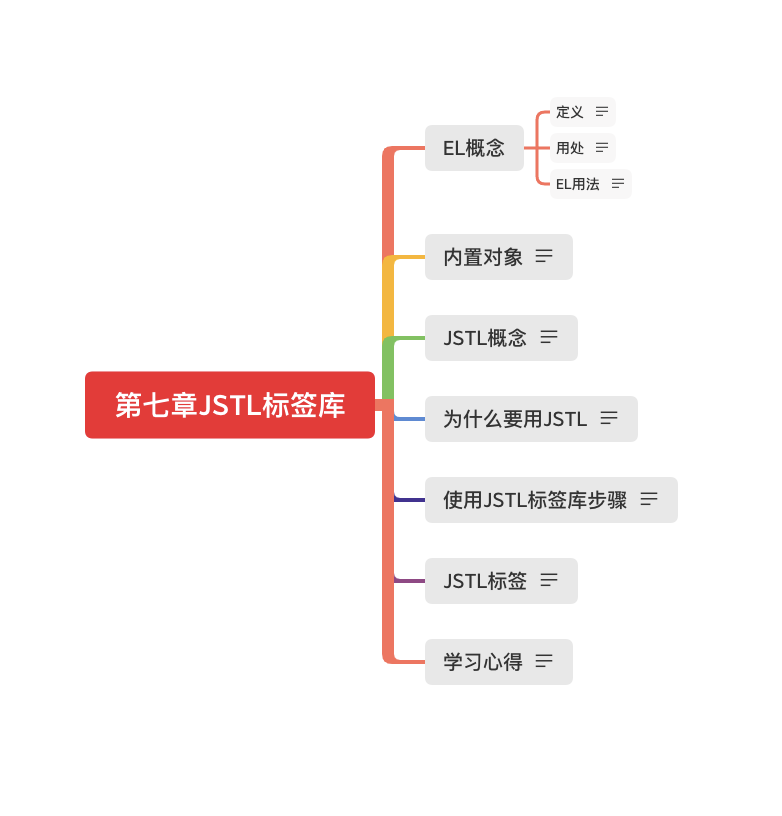 第七章JSTL标签库
EL概念
定义
用处
EL用法
内置对象
JSTL概念
为什么要用JSTL
使用JSTL标签库步骤
JSTL标签
学习心得